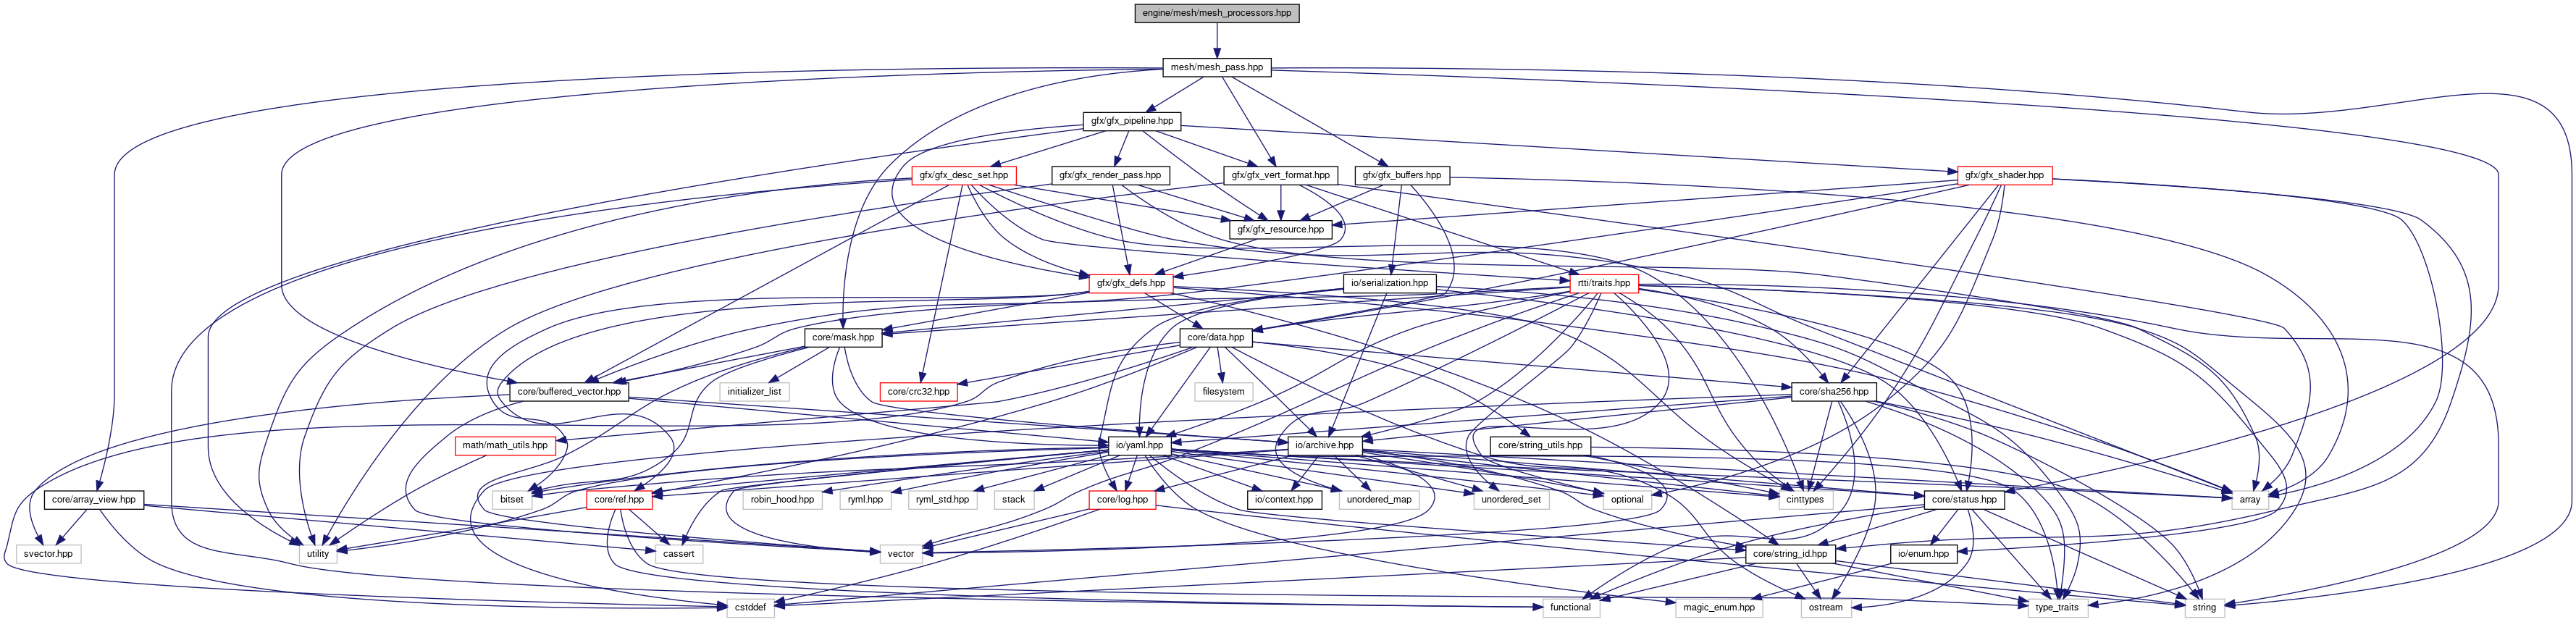 engine/mesh/mesh_processors.hpp
mesh/mesh_pass.hpp
gfx/gfx_pipeline.hpp
gfx/gfx_desc_set.hpp
gfx/gfx_render_pass.hpp
gfx/gfx_vert_format.hpp
gfx/gfx_buffers.hpp
gfx/gfx_shader.hpp
gfx/gfx_resource.hpp
gfx/gfx_defs.hpp
io/serialization.hpp
rtti/traits.hpp
core/mask.hpp
core/data.hpp
core/buffered_vector.hpp
initializer_list
core/crc32.hpp
filesystem
core/sha256.hpp
math/math_utils.hpp
io/yaml.hpp
io/archive.hpp
core/string_utils.hpp
core/array_view.hpp
bitset
core/ref.hpp
robin_hood.hpp
ryml.hpp
ryml_std.hpp
stack
core/log.hpp
io/context.hpp
unordered_map
unordered_set
optional
cinttypes
core/status.hpp
array
svector.hpp
utility
cassert
vector
core/string_id.hpp
io/enum.hpp
cstddef
functional
magic_enum.hpp
ostream
type_traits
string